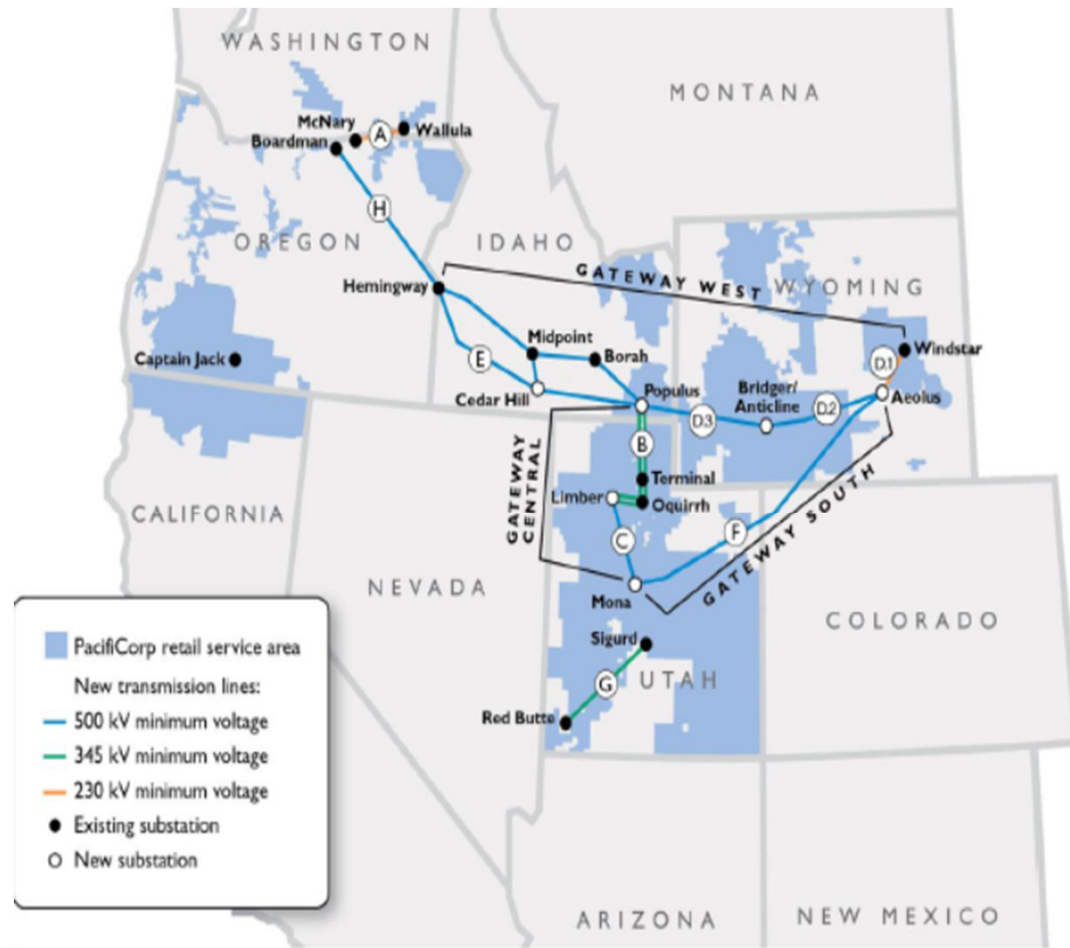 WASHINGTON
MONTANA
McNary
A
Wallula
Boardman
H
OREGON
IDAHO
GATEWAY WEST
WYOMING
Hemingway
Midpoint
Windstar
Captain Jack
E
Borah
D.1
Cedar Hill
Populus
Bridger/
Anticline
D.2
Aeolus
D.3
GATEWAY
CENTRAL
B
Terminal
Limber
Oquirrh
CALIFORNIA
C
F
GATEWAY SOUTH
NEVADA
Mona
COLORADO
Sigurd
G
UTAH
Red Butte
PacifiCorp retail service area
New transmission lines:
500 kV minimum voltage
345 kV minimum voltage
230 kV minimum voltage
Existing substation
New substation
ARIZONA
NEW MEXICO